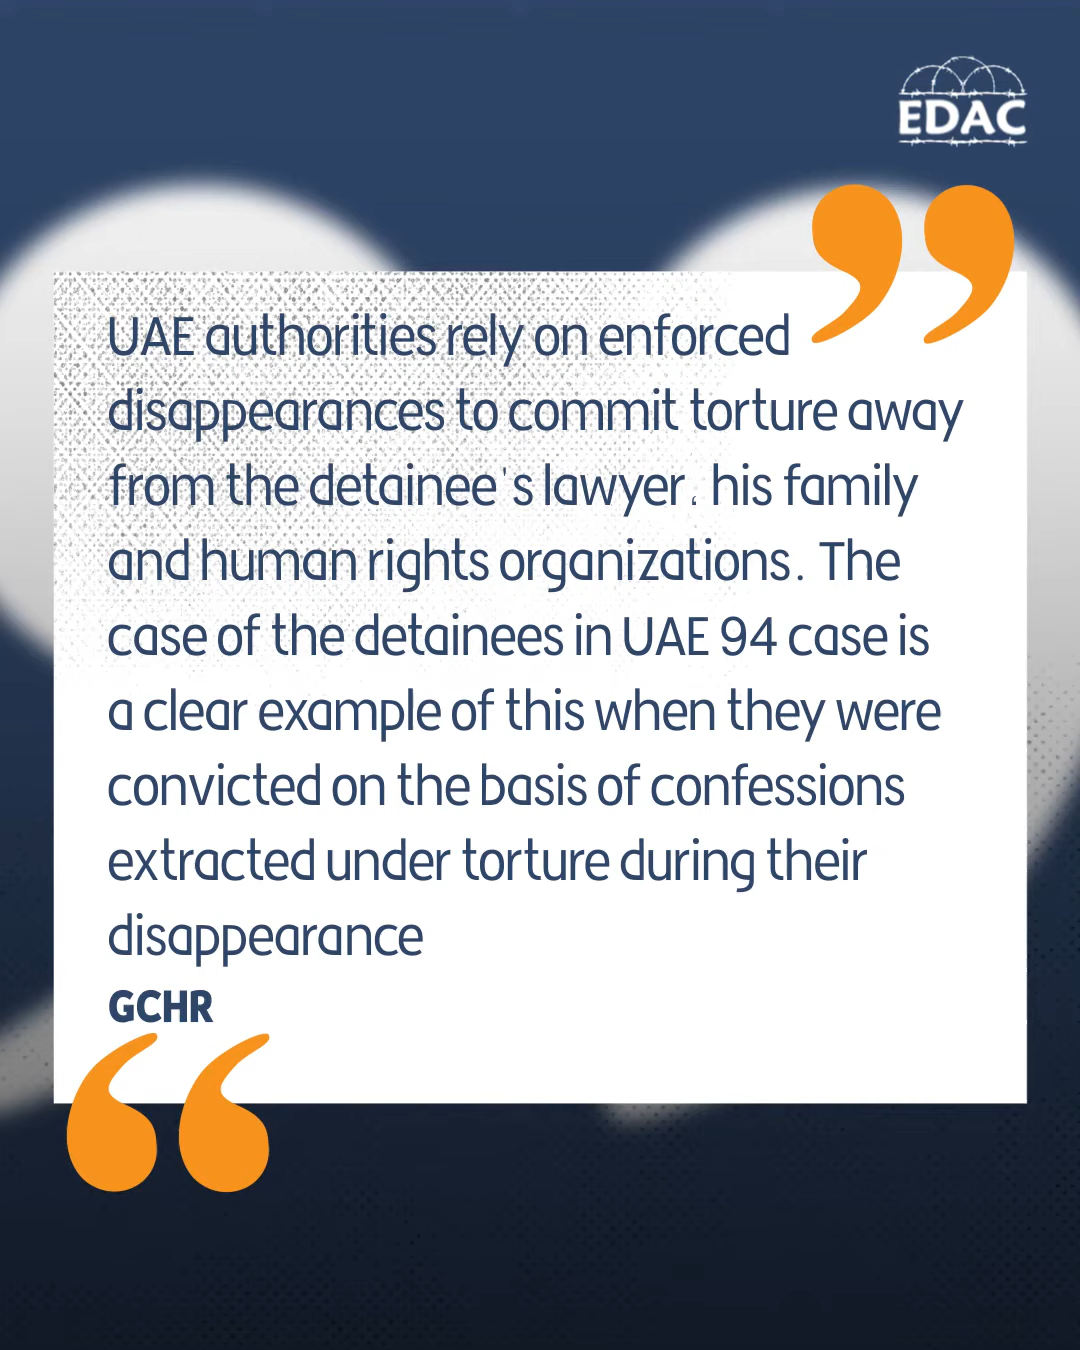 EDAC
UAE authorities rely on enforced
disappearances to commit torture away
from the detainee's lawyer، his family
and human rights organizations. The
case of the detainees in UAE 94 case is
a clear example of this when they were
convicted on the basis of confessions
extracted under torture during their
disappearance
GCHR